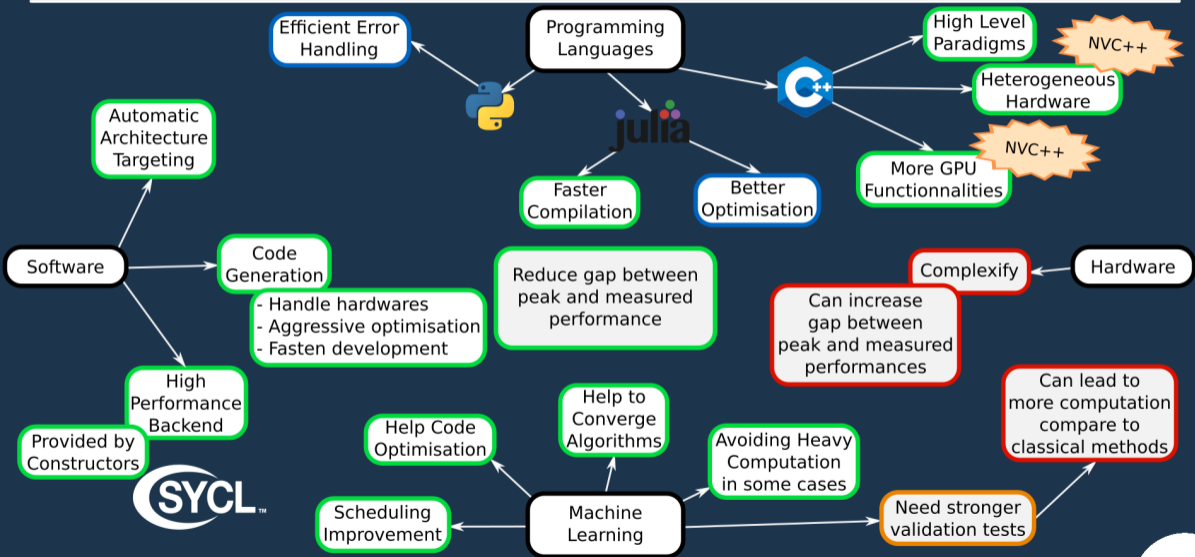 Efficient Error
Handling
Programming
Languages
High Level
Paradigms
NVC++
Heterogeneous
Hardware
C++
julia
NVC++
More GPU
Functionnalities
Automatic
Architecture
Targeting
Faster
Compilation
Better
Optimisation
Software
Code
Generation
- Handle hardwares
- Aggressive optimisation
- Fasten development
Reduce gap between
peak and measured
performance
Complexify
Hardware
Can increase
gap between
peak and measured
performances
High
Performance
Backend
Provided by
Constructors
SYCL™
Help Code
Optimisation
Help to
Converge
Algorithms
Avoiding Heavy
Computation
in some cases
Can lead to
more computation
compare to
classical methods
Scheduling
Improvement
Machine
Learning
Need stronger
validation tests